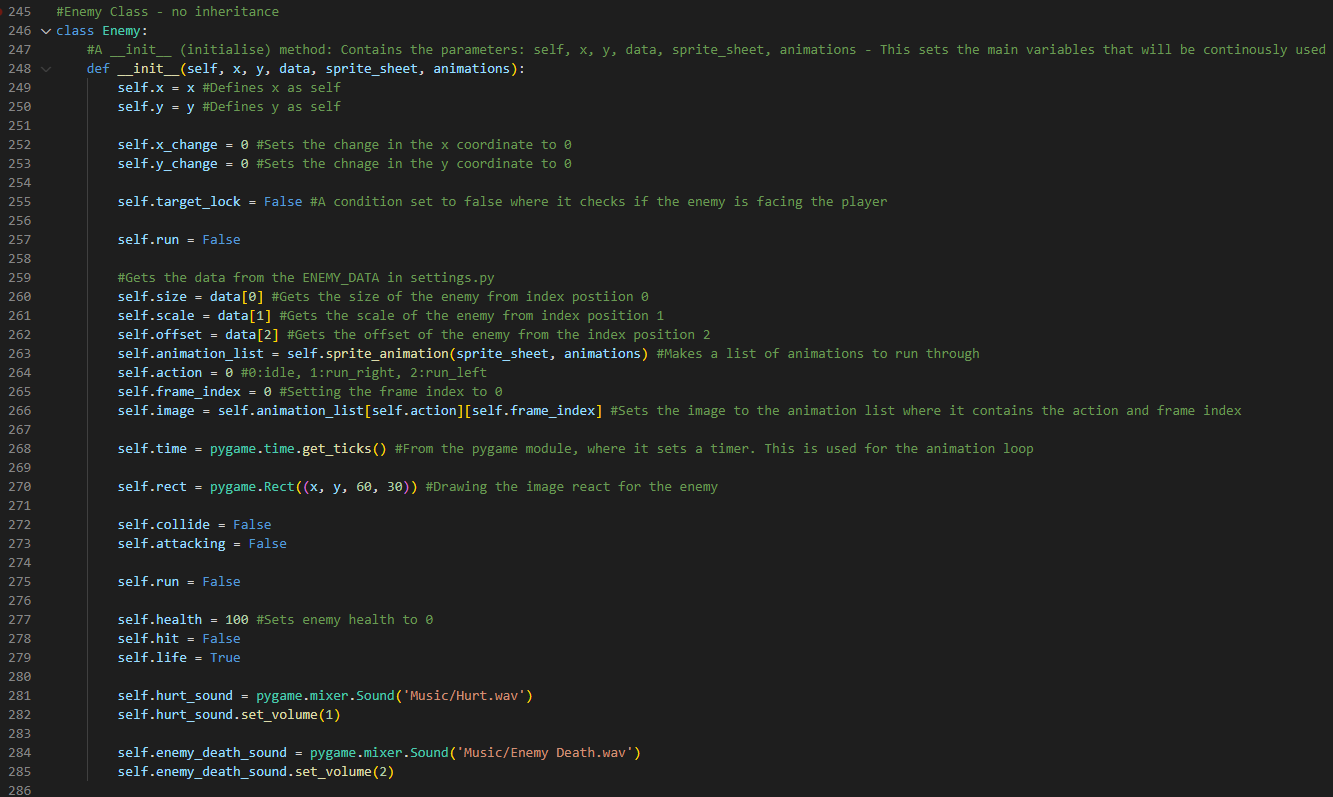 245 #Enemy Class - no inheritance
246 class Enemy:
247 #A __init__ (initialise) method: Contains the parameters: self, x, y, data, sprite_sheet, animations - This sets the main variables that will be continously used
248 def __init__(self, x, y, data, sprite_sheet, animations):
249 self.x = x #Defines x as self
250 self.y = y #Defines y as self
251
252 self.x_change = 0 #Sets the change in the x coordinate to 0
253 self.y_change = 0 #Sets the chnage in the y coordinate to 0
254
255 self.target_lock = False #A condition set to false where it checks if the enemy is facing the player
256
257 self.run = False
258
259 #Gets the data from the ENEMY_DATA in settings.py
260 self.size = data[0] #Gets the size of the enemy from index postiion 0
261 self.scale = data[1] #Gets the scale of the enemy from index position 1
262 self.offset = data[2] #Gets the offset of the enemy from the index position 2
263 self.animation_list = self.sprite_animation(sprite_sheet, animations) #Makes a list of animations to run through
264 self.action = 0 #0:idle, 1:run_right, 2:run_left
265 self.frame_index = 0 #Setting the frame index to 0
266 self.image = self.animation_list[self.action][self.frame_index] #Sets the image to the animation list where it contains the action and frame index
267
268 self.time = pygame.time.get_ticks() #From the pygame module, where it sets a timer. This is used for the animation loop
269
270 self.rect = pygame.Rect((x, y, 60, 30)) #Drawing the image react for the enemy
271
272 self.collide = False
273 self.attacking = False
274
275 self.run = False
276
277 self.health = 100 #Sets enemy health to 0
278 self.hit = False
279 self.life = True
280
281 self.hurt_sound = pygame.mixer.Sound('Music/Hurt.wav')
282 self.hurt_sound.set_volume(1)
283
284 self.enemy_death_sound = pygame.mixer.Sound('Music/Enemy Death.wav')
285 self.enemy_death_sound.set_volume(2)
286